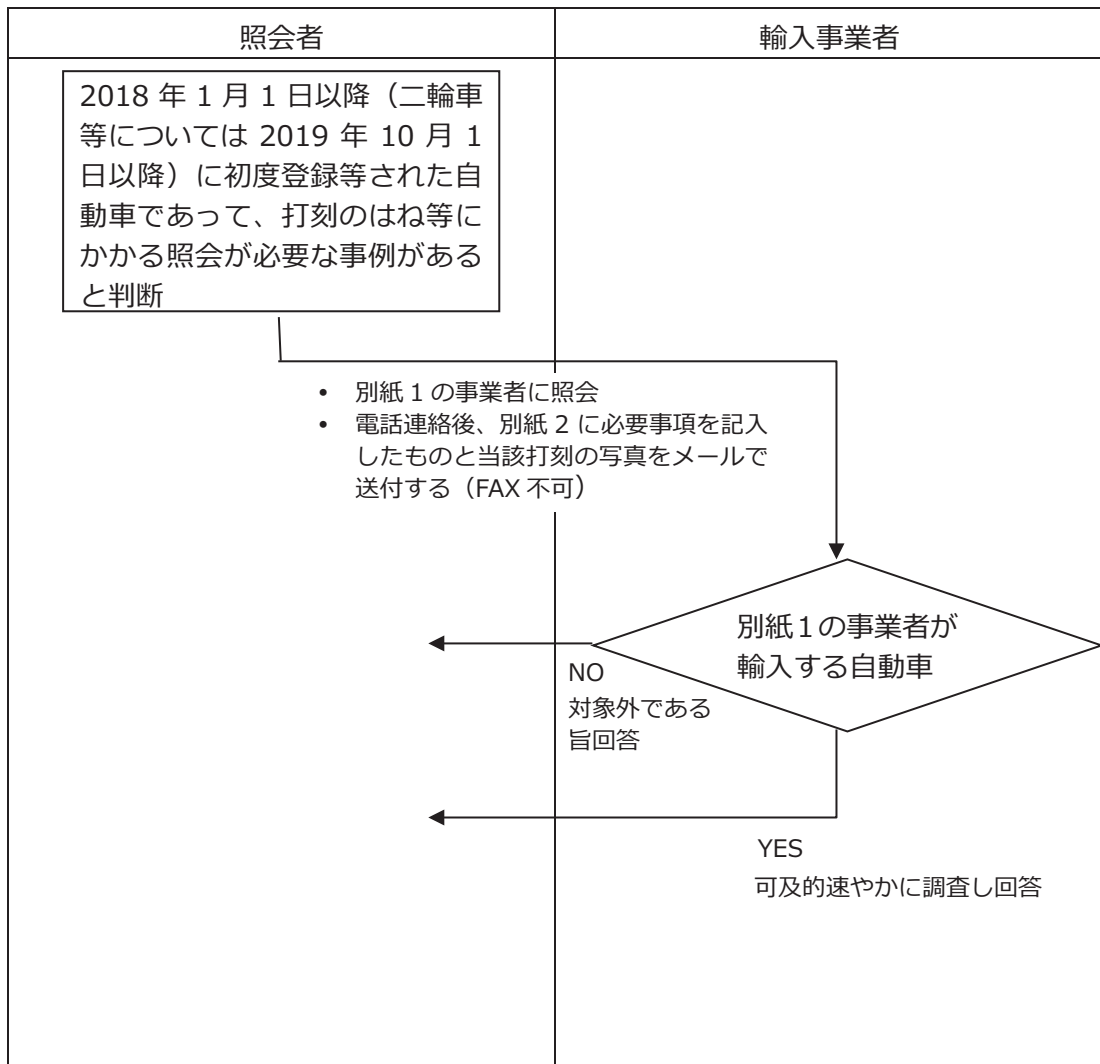 照会者
輸入事業者
2018 年 1 月 1 日以降（二輪車
等については 2019 年 10 月 1
日以降）に初度登録等された自
動車であって、打刻のはね等に
かかる照会が必要な事例がある
と判断
• 別紙 1 の事業者に照会
• 電話連絡後、別紙 2 に必要事項を記入
したものと当該打刻の写真をメールで
送付する（FAX 不可）
別紙１の事業者が
輸入する自動車
NO
対象外である
旨回答
YES
可及的速やかに調査し回答